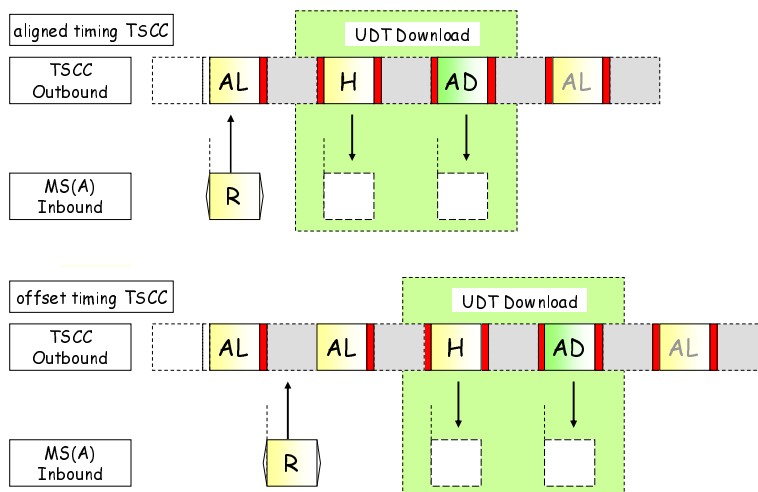 aligned timing TSCC
UDT Download
TSCC
Outbound
AL
H
AD
AL
MS(A)
Inbound
R
offset timing TSCC
UDT Download
TSCC
Outbound
AL
AL
H
AD
AL
MS(A)
Inbound
R